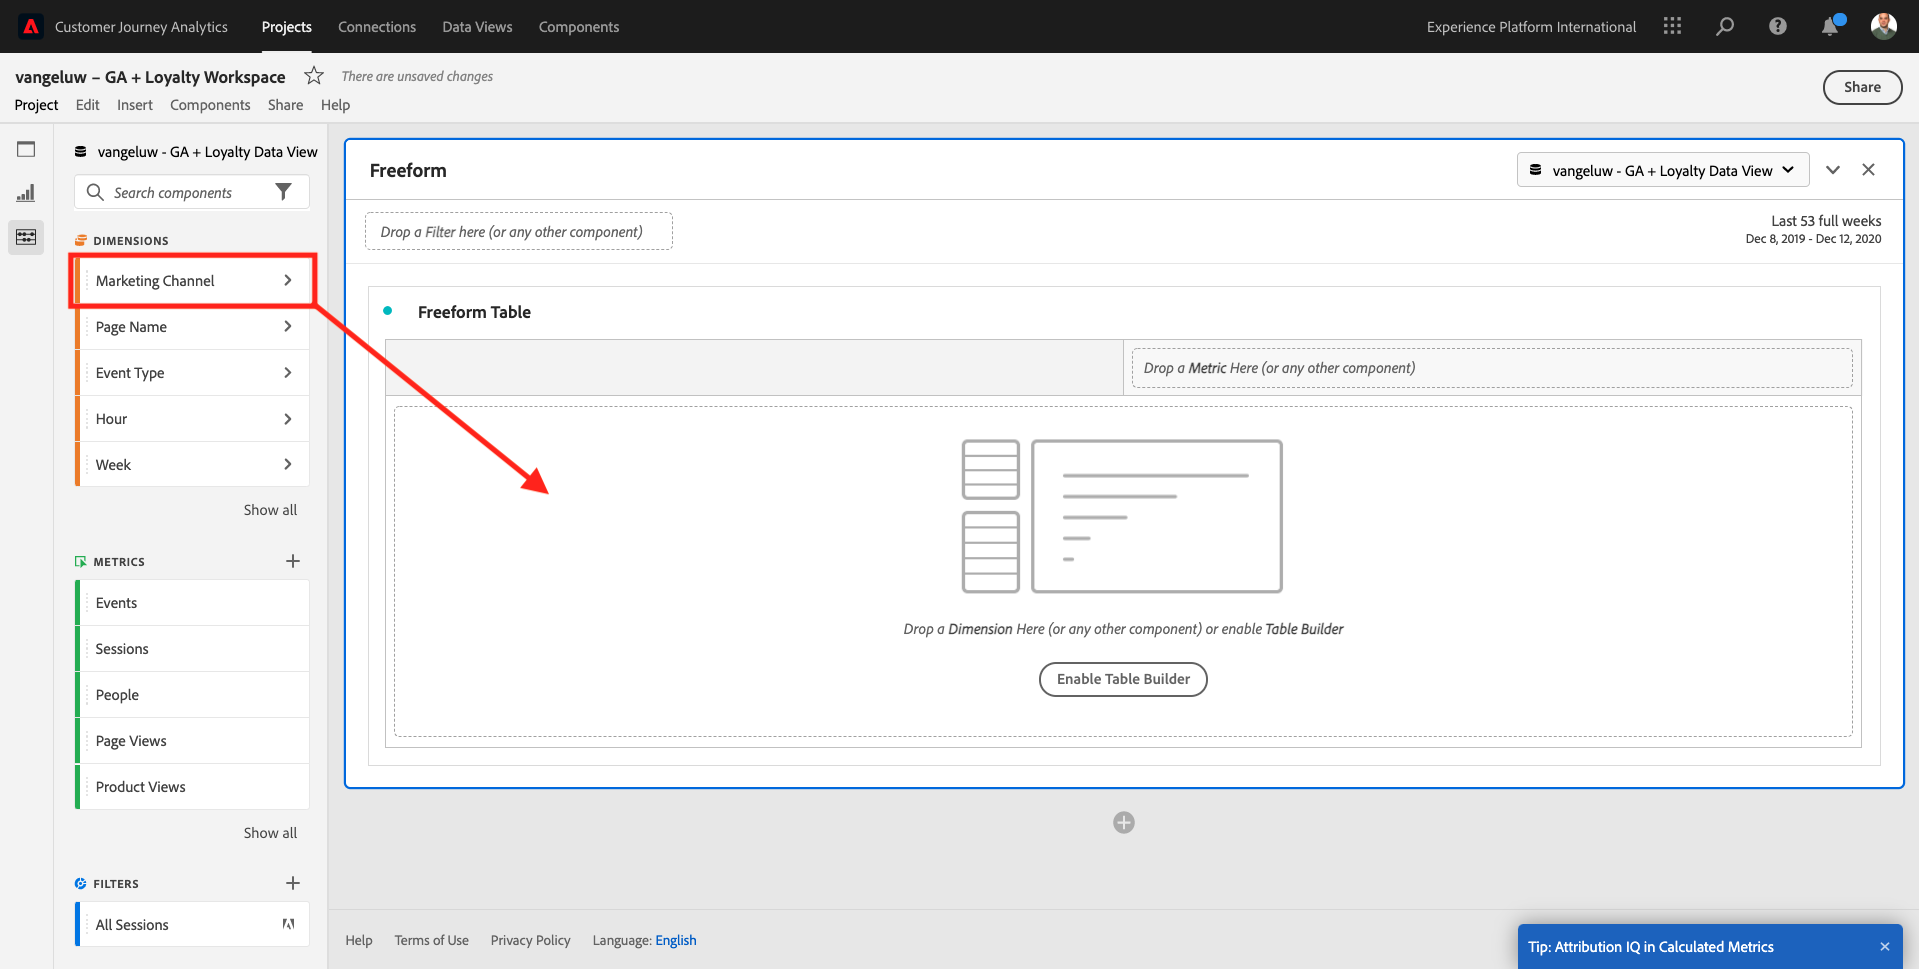 Customer Journey Analytics
Projects
Connections
Data Views
Components
Experience Platform International
vangeluw – GA + Loyalty Workspace
There are unsaved changes
Project
Edit
Insert
Components
Share
Help
Share
vangeluw - GA + Loyalty Data View
Search components
DIMENSIONS
Marketing Channel
Page Name
Event Type
Hour
Week
Show all
METRICS
Events
Sessions
People
Page Views
Product Views
Show all
FILTERS
All Sessions
Freeform
vangeluw - GA + Loyalty Data View
Drop a Filter here (or any other component)
Last 53 full weeks
Dec 8, 2019 - Dec 12, 2020
Freeform Table
Drop a Metric Here (or any other component)
Drop a Dimension Here (or any other component) or enable Table Builder
Enable Table Builder
Help
Terms of Use
Privacy Policy
Language: English
Tip: Attribution IQ in Calculated Metrics